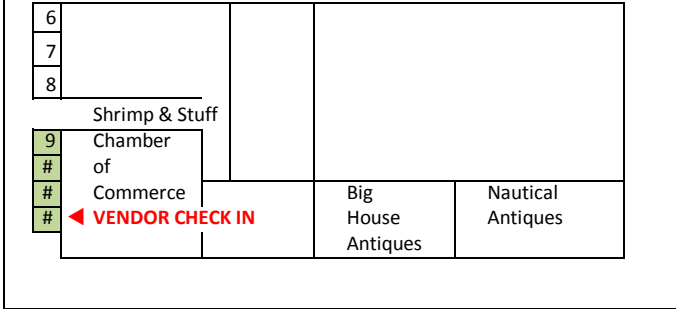 6
7
8
Shrimp & Stuff
9 Chamber
# of
# Commerce Big Nautical
# VENDOR CHECK IN House Antiques
Antiques